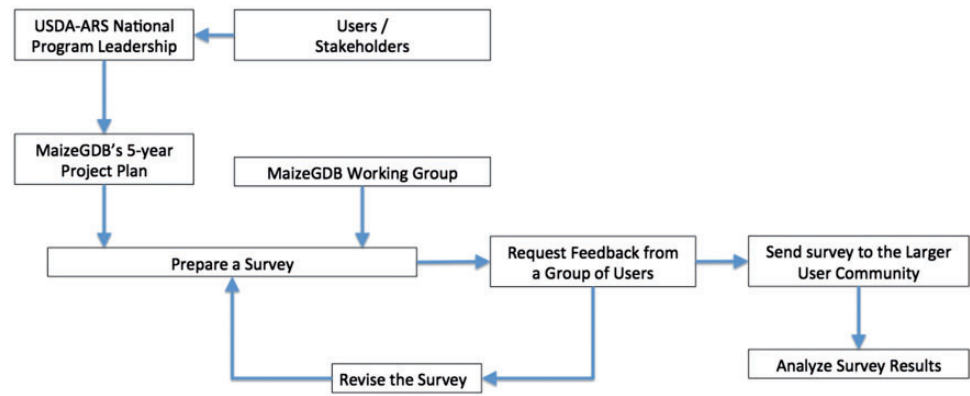 USDA-ARS National
Program Leadership
Users /
Stakeholders
MaizeGDB's 5-year
Project Plan
MaizeGDB Working Group
Prepare a Survey
Request Feedback from
a Group of Users
Send survey to the Larger
User Community
Revise the Survey
Analyze Survey Results